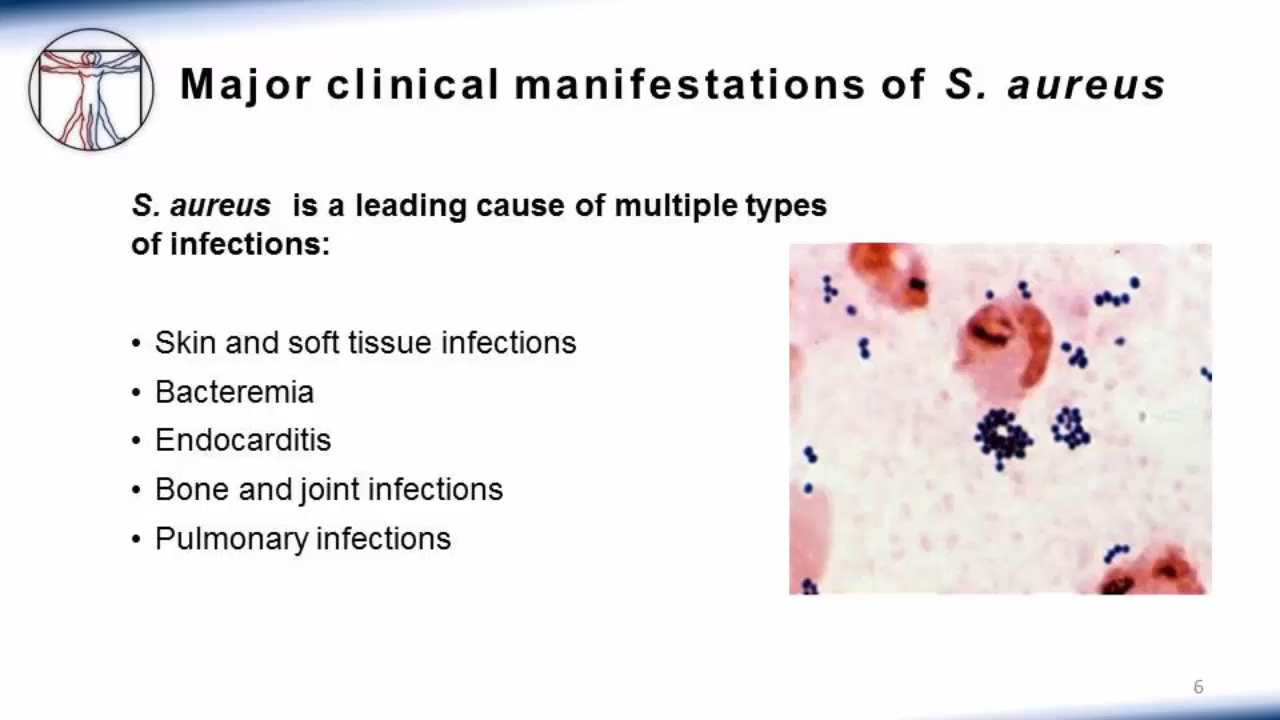 Major clinical manifestations of S. aureus
S. aureus is a leading cause of multiple types
of infections:
• Skin and soft tissue infections
• Bacteremia
• Endocarditis
• Bone and joint infections
• Pulmonary infections
6